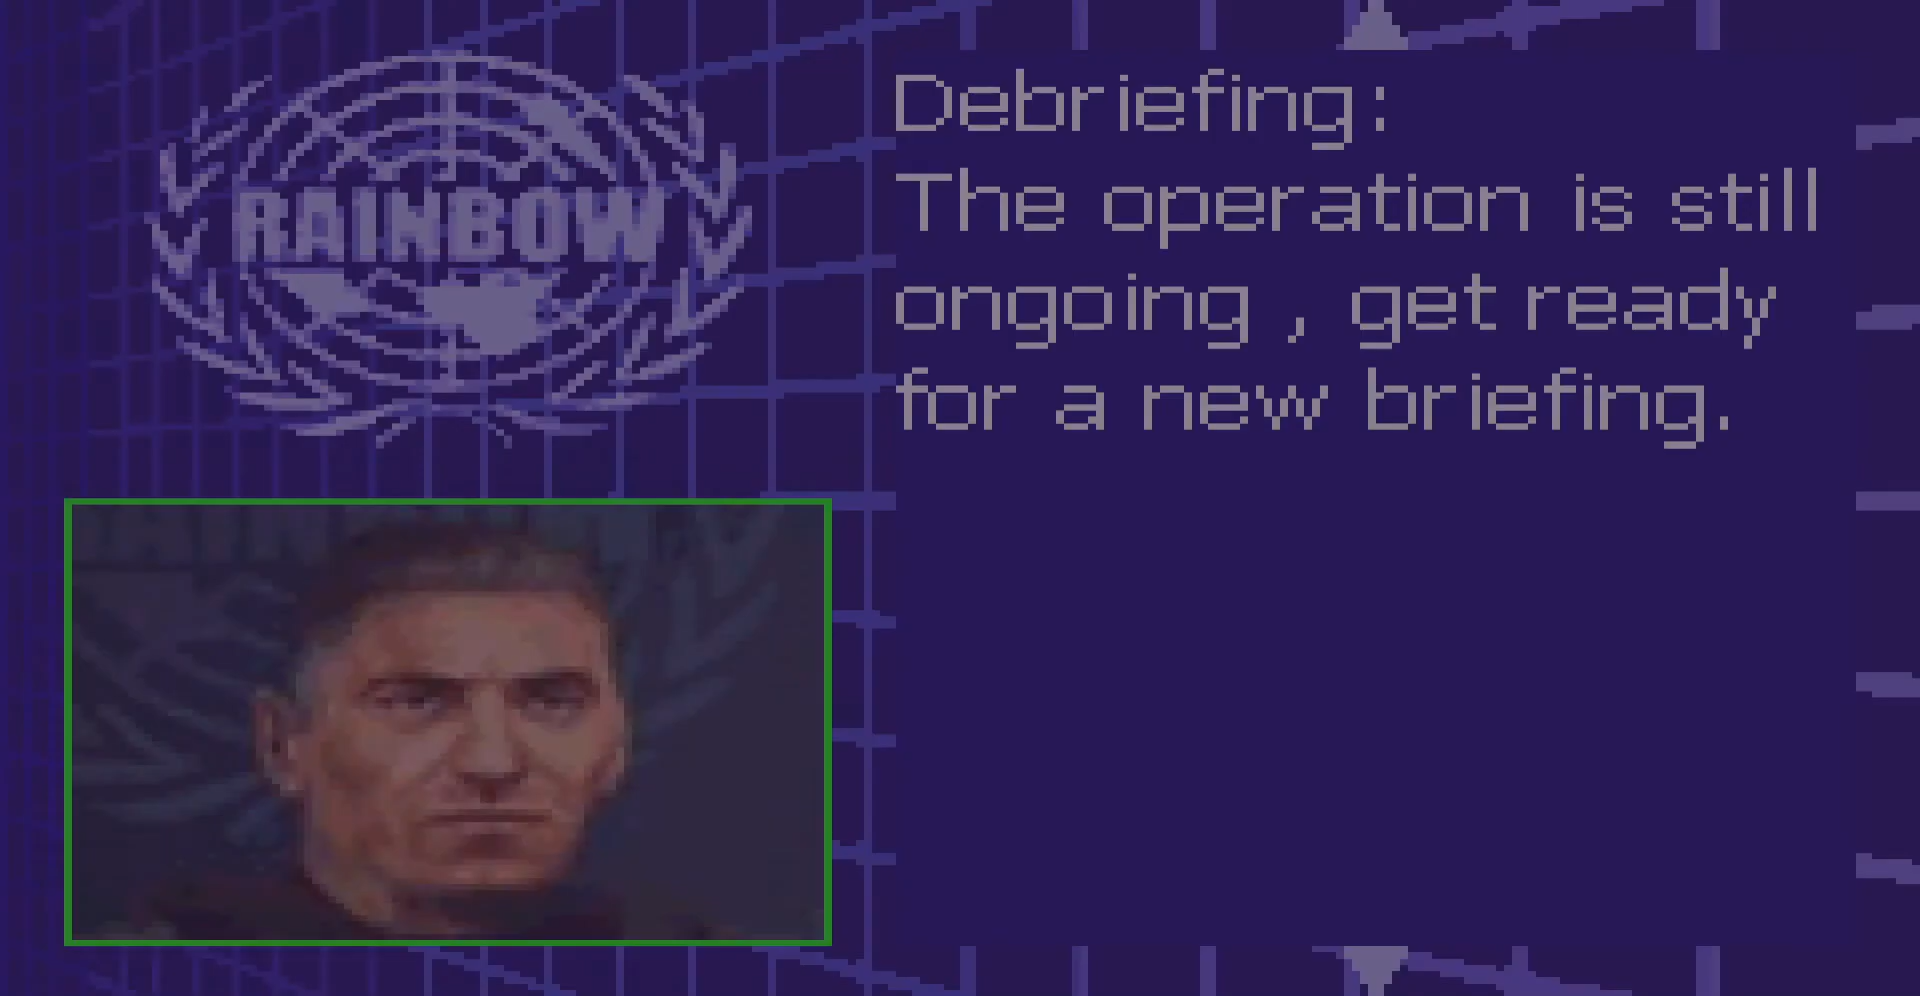 RAINBOW
Debriefing:
The operation is still
ongoing , get ready
for a new briefing.